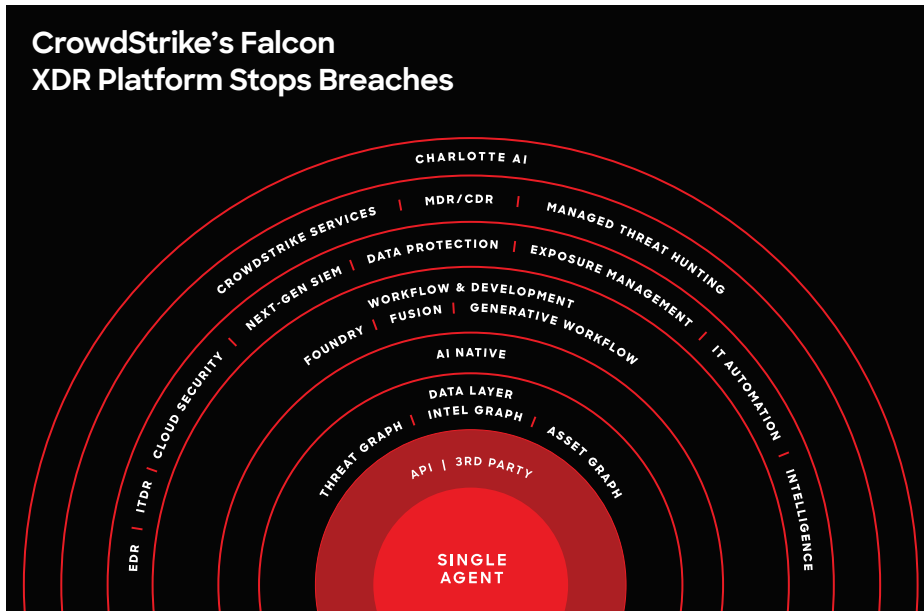 CrowdStrike’s Falcon
XDR Platform Stops Breaches
CHARLOTTE AI
CROWDSTRIKE SERVICES | MDR/CDR | MANAGED THREAT HUNTING
EDR | ITDR | CLOUD SECURITY | NEXT-GEN SIEM | DATA PROTECTION | EXPOSURE MANAGEMENT | IT AUTOMATION | INTELLIGENCE
WORKFLOW & DEVELOPMENT
FOUNDRY | FUSION | GENERATIVE WORKFLOW
AI NATIVE
DATA LAYER
THREAT GRAPH | INTEL GRAPH | ASSET GRAPH
API | 3RD PARTY
SINGLE
AGENT